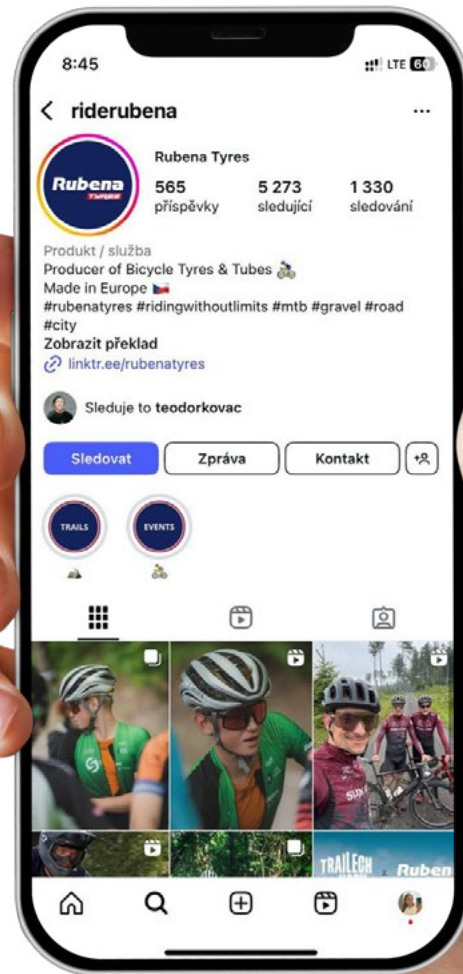 8:45
LTE 60
riderubena
Rubena
TYRES
Rubena Tyres
565 5 273 1 330
příspěvky sledující sledování
Produkt / služba
Producer of Bicycle Tyres & Tubes
Made in Europe
#rubenatyres #ridingwithoutlimits #mtb #gravel #road
#city
Zobrazit překlad
linktr.ee/rubenatyres
Sleduje to teodorkovac
Sledovat Zpráva Kontakt
TRAILS EVENTS
Ruben